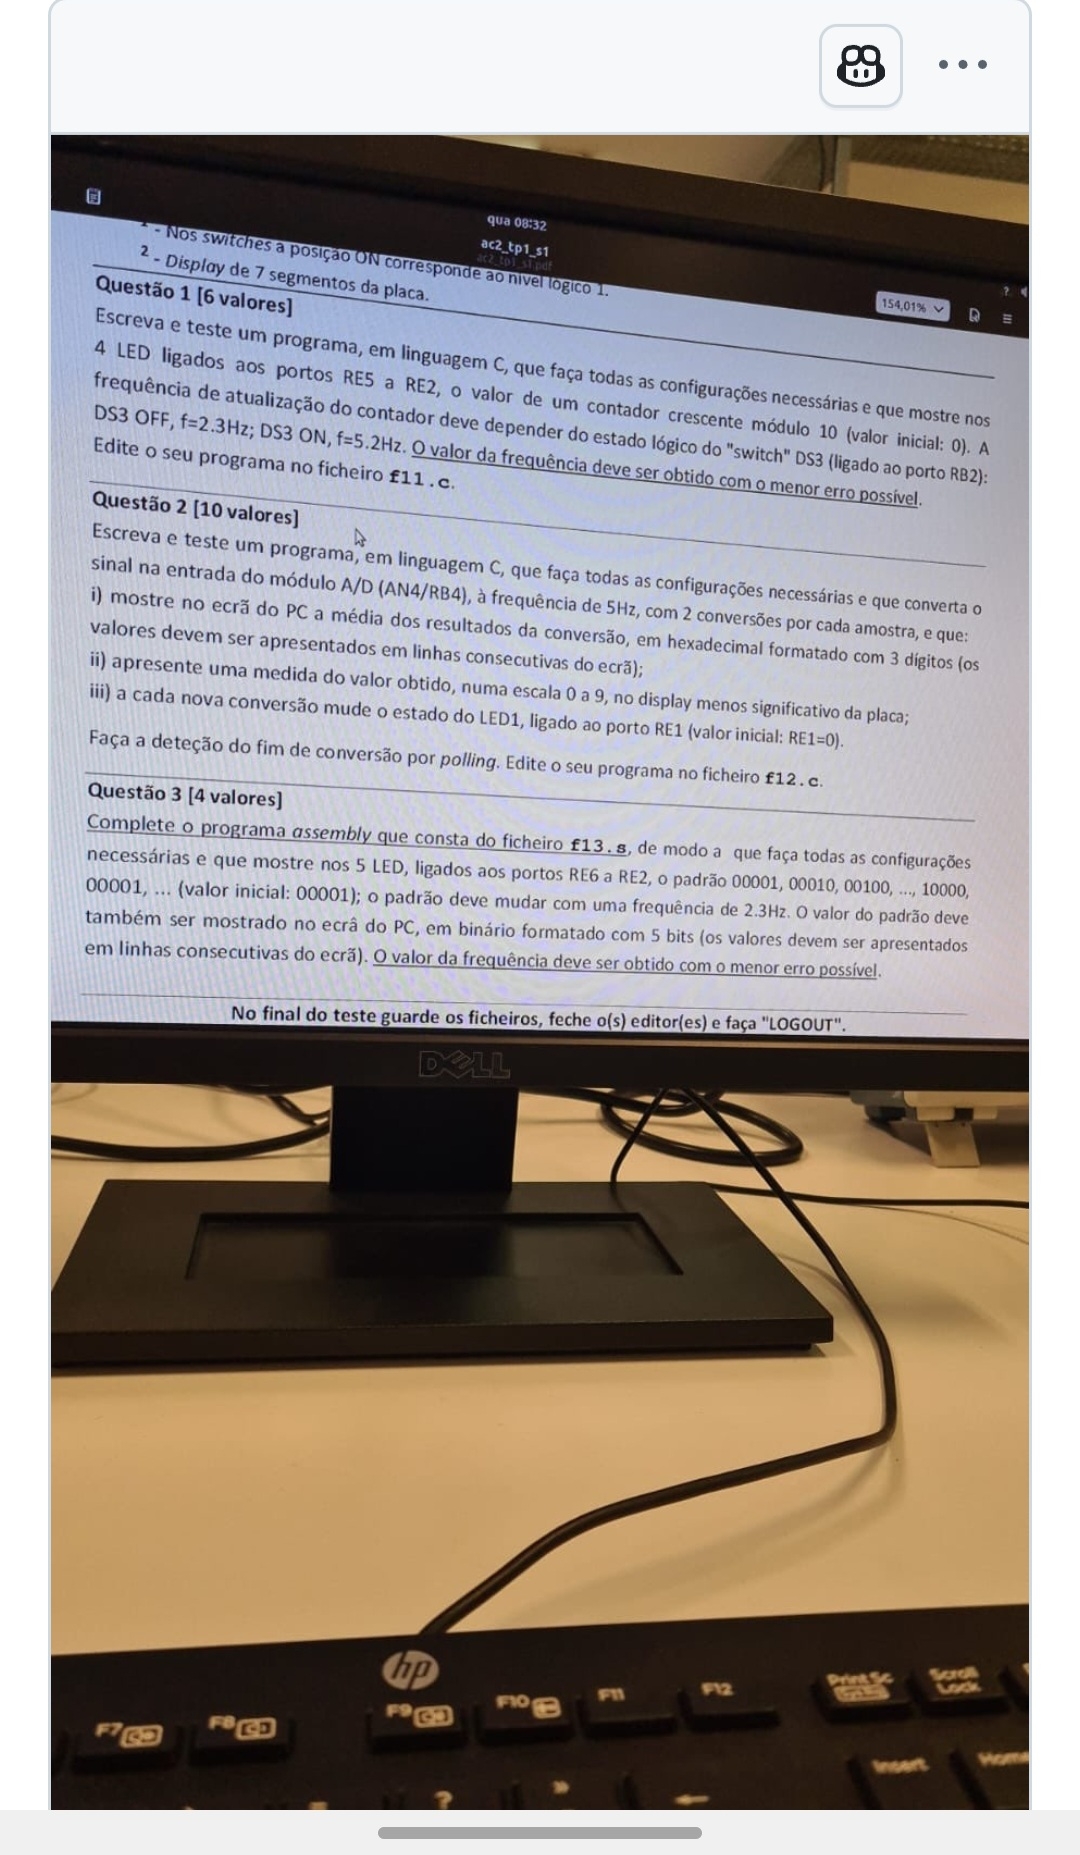 qua 08:32
ac2_tp1_s1
ac2_tp1_s1.pdf
154,01%
1 - Nos switches a posição ON corresponde ao nível lógico 1.
2 - Display de 7 segmentos da placa.
Questão 1 [6 valores]
Escreva e teste um programa, em linguagem C, que faça todas as configurações necessárias e que mostre nos
4 LED ligados aos portos RE5 a RE2, o valor de um contador crescente módulo 10 (valor inicial: 0). A
frequência de atualização do contador deve depender do estado lógico do "switch" DS3 (ligado ao porto RB2):
DS3 OFF, f=2.3Hz; DS3 ON, f=5.2Hz. O valor da frequência deve ser obtido com o menor erro possível.
Edite o seu programa no ficheiro f11.c.
Questão 2 [10 valores]
Escreva e teste um programa, em linguagem C, que faça todas as configurações necessárias e que converta o
sinal na entrada do módulo A/D (AN4/RB4), à frequência de 5Hz, com 2 conversões por cada amostra, e que:
i) mostre no ecrã do PC a média dos resultados da conversão, em hexadecimal formatado com 3 dígitos (os
valores devem ser apresentados em linhas consecutivas do ecrã);
ii) apresente uma medida do valor obtido, numa escala 0 a 9, no display menos significativo da placa;
iii) a cada nova conversão mude o estado do LED1, ligado ao porto RE1 (valor inicial: RE1=0).
Faça a deteção do fim de conversão por polling. Edite o seu programa no ficheiro f12.c.
Questão 3 [4 valores]
Complete o programa assembly que consta do ficheiro f13.s, de modo a que faça todas as configurações
necessárias e que mostre nos 5 LED, ligados aos portos RE6 a RE2, o padrão 00001, 00010, 00100, ..., 10000,
00001, ... (valor inicial: 00001); o padrão deve mudar com uma frequência de 2.3Hz. O valor do padrão deve
também ser mostrado no ecrã do PC, em binário formatado com 5 bits (os valores devem ser apresentados
em linhas consecutivas do ecrã). O valor da frequência deve ser obtido com o menor erro possível.
No final do teste guarde os ficheiros, feche o(s) editor(es) e faça "LOGOUT".
DELL
hp
F7
F8
F9
F10
F11
F12
Print Sc
Scroll
Lock
Insert
Home
?
»